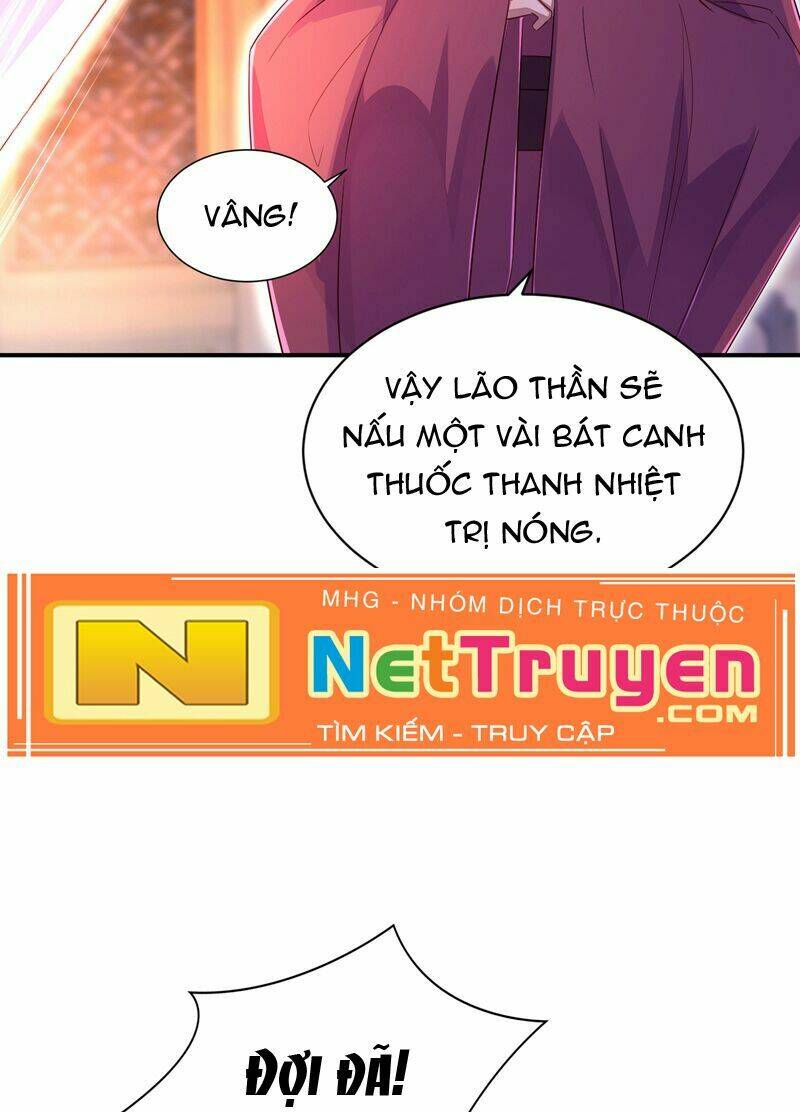 VÂNG!
VẬY LÃO THẦN SẼ
NẤU MỘT VÀI BÁT CANH
THUỐC THANH NHIỆT
TRỊ NÓNG.
MHG - NHÓM DỊCH TRỰC THUỘC
N
NetTruyen
.COM
TÌM KIẾM - TRUY CẬP
ĐỢI ĐÃ!